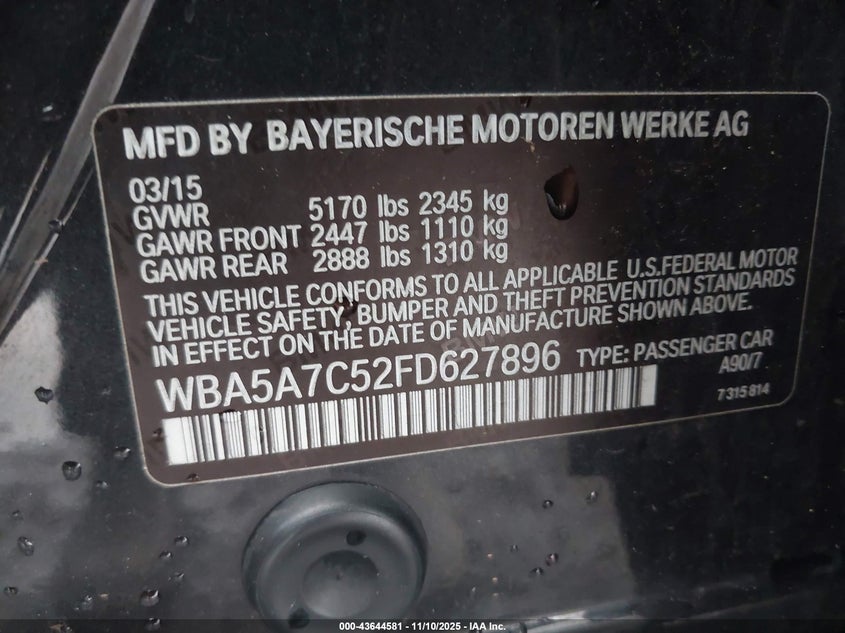 MFD BY BAYERISCHE MOTOREN WERKE AG
03/15
GVWR 5170 lbs 2345 kg
GAWR FRONT 2447 lbs 1110 kg
GAWR REAR 2888 lbs 1310 kg
THIS VEHICLE CONFORMS TO ALL APPLICABLE U.S.FEDERAL MOTOR
VEHICLE SAFETY, BUMPER AND THEFT PREVENTION STANDARDS
IN EFFECT ON THE DATE OF MANUFACTURE SHOWN ABOVE.
WBA5A7C52FD627896 TYPE: PASSENGER CAR
A90/7
7 315 814
000-43644581 - 11/10/2025 - IAA Inc.